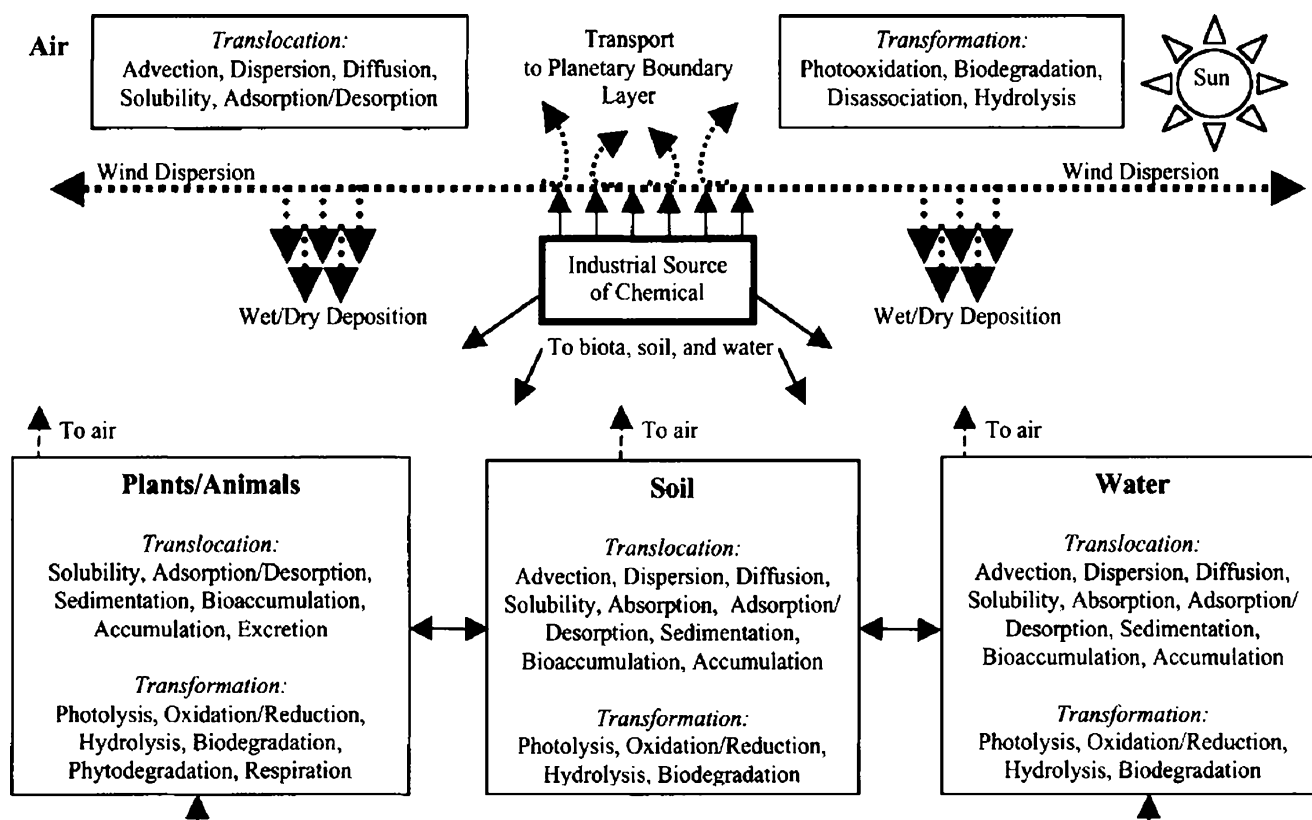 Air
Translocation:
Advection, Dispersion, Diffusion,
Solubility, Adsorption/Desorption
Transport
to Planetary Boundary
Layer
Transformation:
Photooxidation, Biodegradation,
Disassociation, Hydrolysis
Sun
Wind Dispersion
Wind Dispersion
Industrial Source
of Chemical
Wet/Dry Deposition
Wet/Dry Deposition
To biota, soil, and water
To air
To air
To air
Plants/Animals
Translocation:
Solubility, Adsorption/Desorption,
Sedimentation, Bioaccumulation,
Accumulation, Excretion
Transformation:
Photolysis, Oxidation/Reduction,
Hydrolysis, Biodegradation,
Phytodegradation, Respiration
Soil
Translocation:
Advection, Dispersion, Diffusion,
Solubility, Absorption, Adsorption/
Desorption, Sedimentation,
Bioaccumulation, Accumulation
Transformation:
Photolysis, Oxidation/Reduction,
Hydrolysis, Biodegradation
Water
Translocation:
Advection, Dispersion, Diffusion,
Solubility, Absorption, Adsorption/
Desorption, Sedimentation,
Bioaccumulation, Accumulation
Transformation:
Photolysis, Oxidation/Reduction,
Hydrolysis, Biodegradation